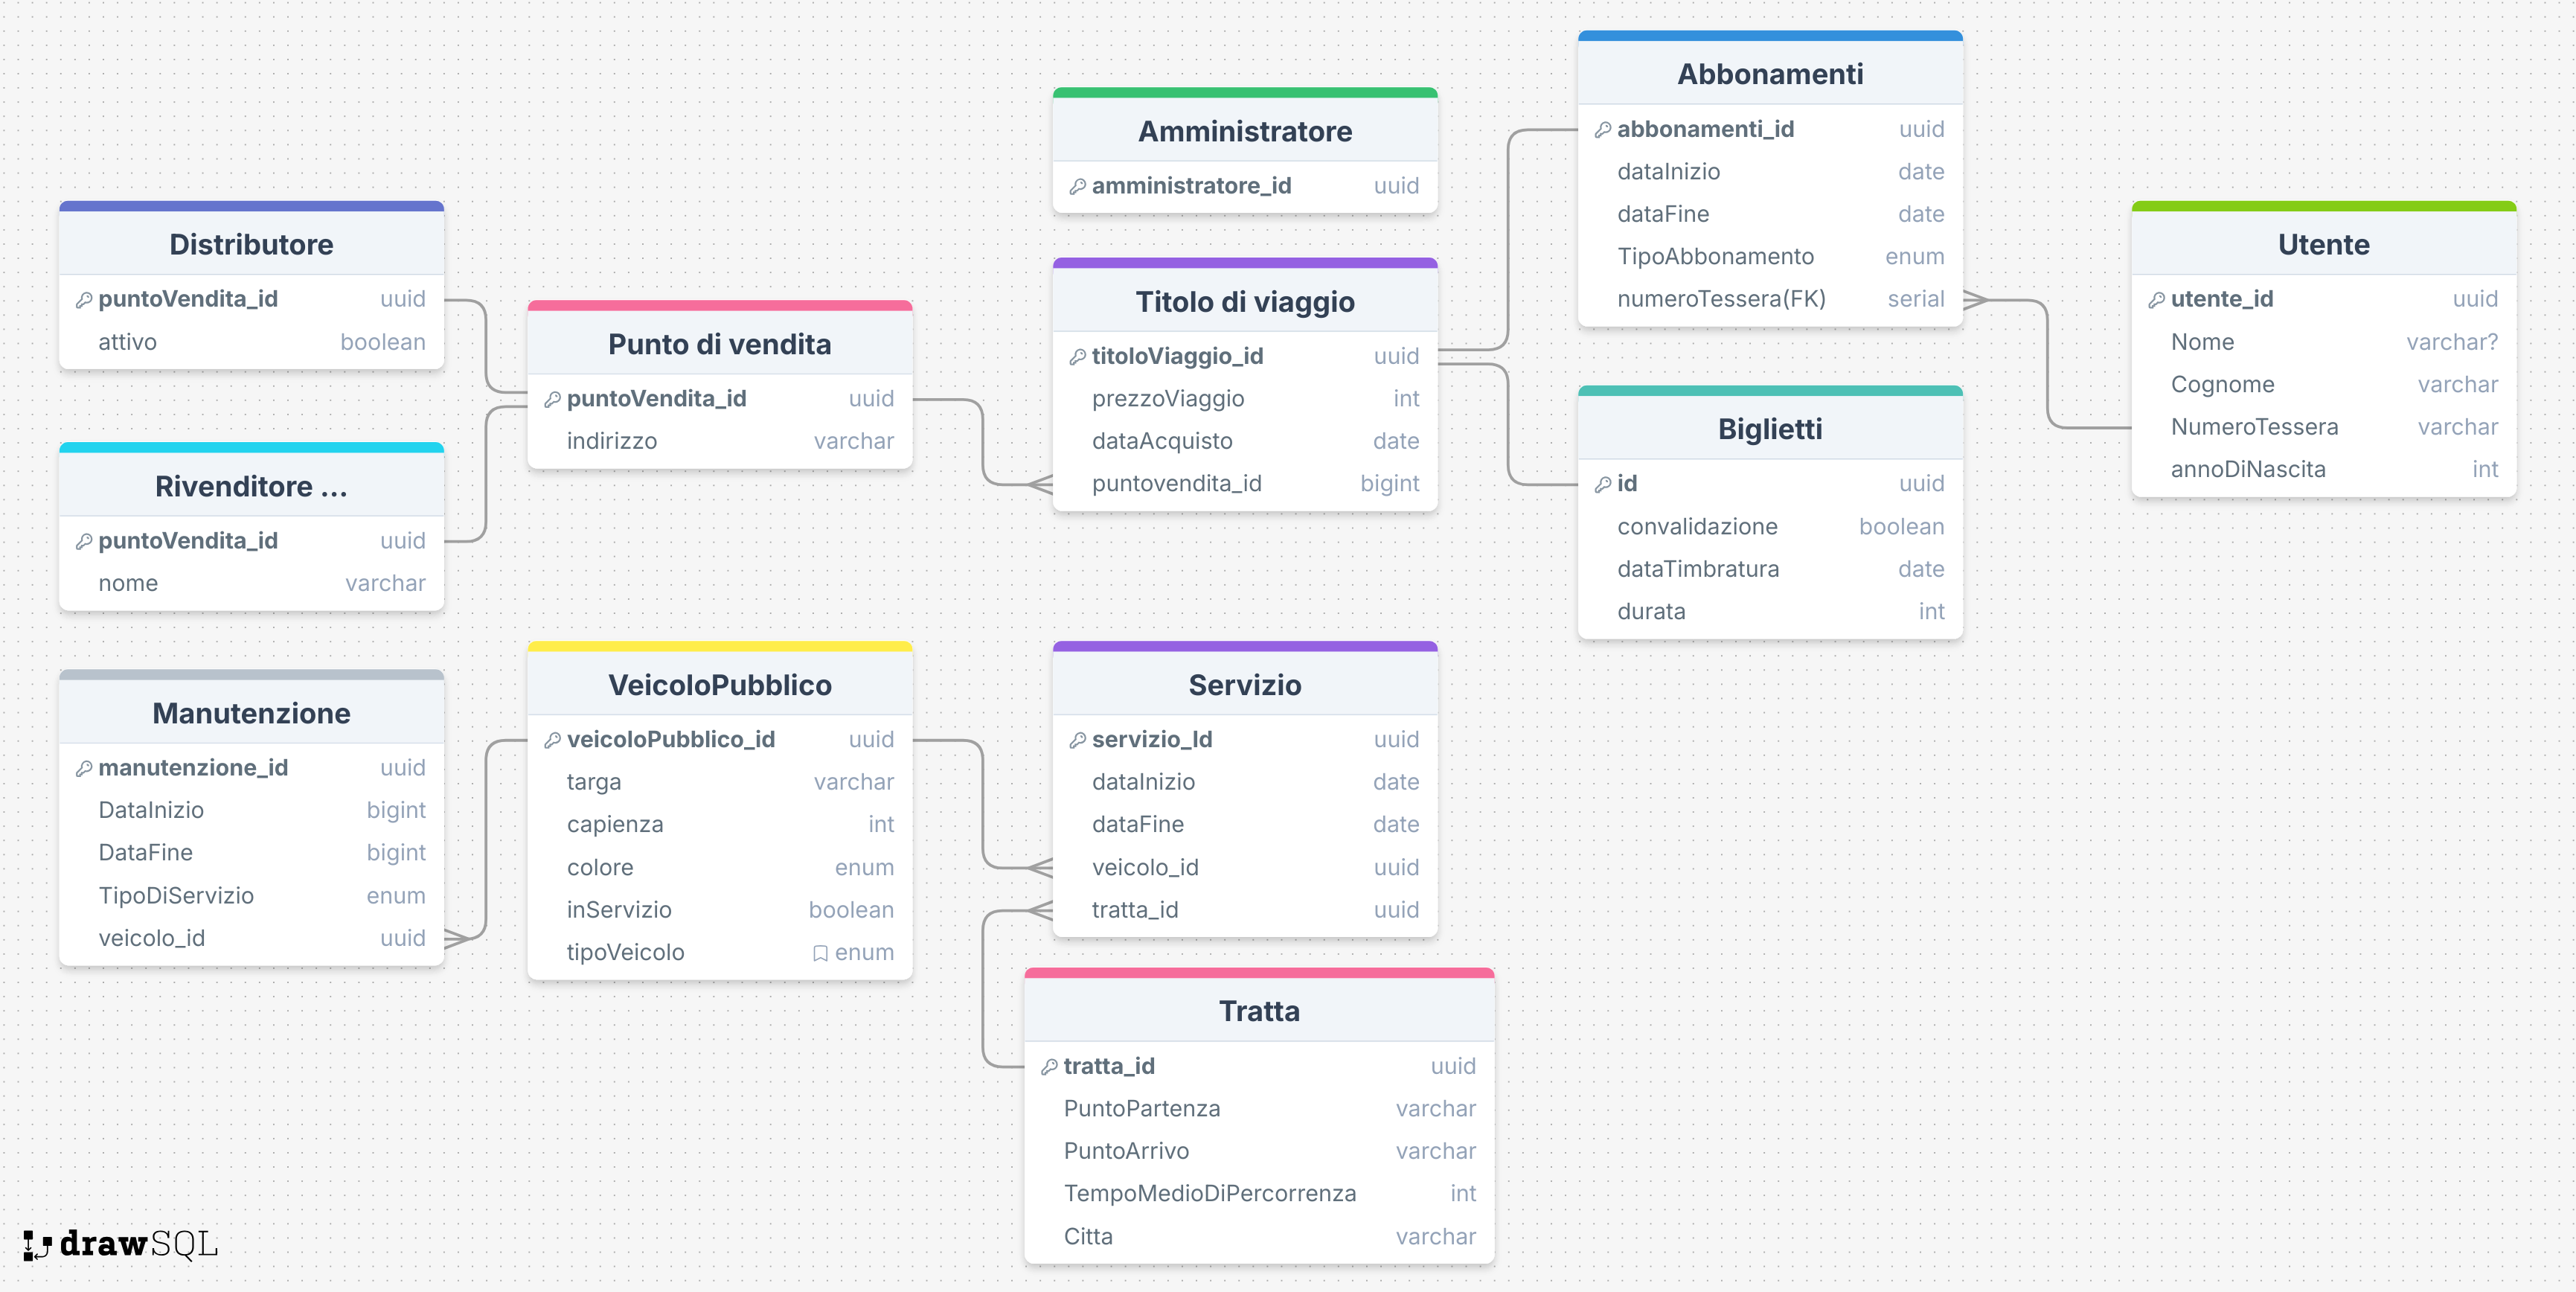 Distributore
puntoVendita_id uuid
attivo boolean
Rivenditore ...
puntoVendita_id uuid
nome varchar
Manutenzione
manutenzione_id uuid
DataInizio bigint
DataFine bigint
TipoDiServizio enum
veicolo_id uuid
Punto di vendita
puntoVendita_id uuid
indirizzo varchar
VeicoloPubblico
veicoloPubblico_id uuid
targa varchar
capienza int
colore enum
inServizio boolean
tipoVeicolo enum
Amministratore
amministratore_id uuid
Titolo di viaggio
titoloViaggio_id uuid
prezzoViaggio int
dataAcquisto date
puntovendita_id bigint
Servizio
servizio_Id uuid
dataInizio date
dataFine date
veicolo_id uuid
tratta_id uuid
Tratta
tratta_id uuid
PuntoPartenza varchar
PuntoArrivo varchar
TempoMedioDiPercorrenza int
Citta varchar
Abbonamenti
abbonamenti_id uuid
dataInizio date
dataFine date
TipoAbbonamento enum
numeroTessera(FK) serial
Biglietti
id uuid
convalidazione boolean
dataTimbratura date
durata int
Utente
utente_id uuid
Nome varchar?
Cognome varchar
NumeroTessera varchar
annoDiNascita int
drawSQL